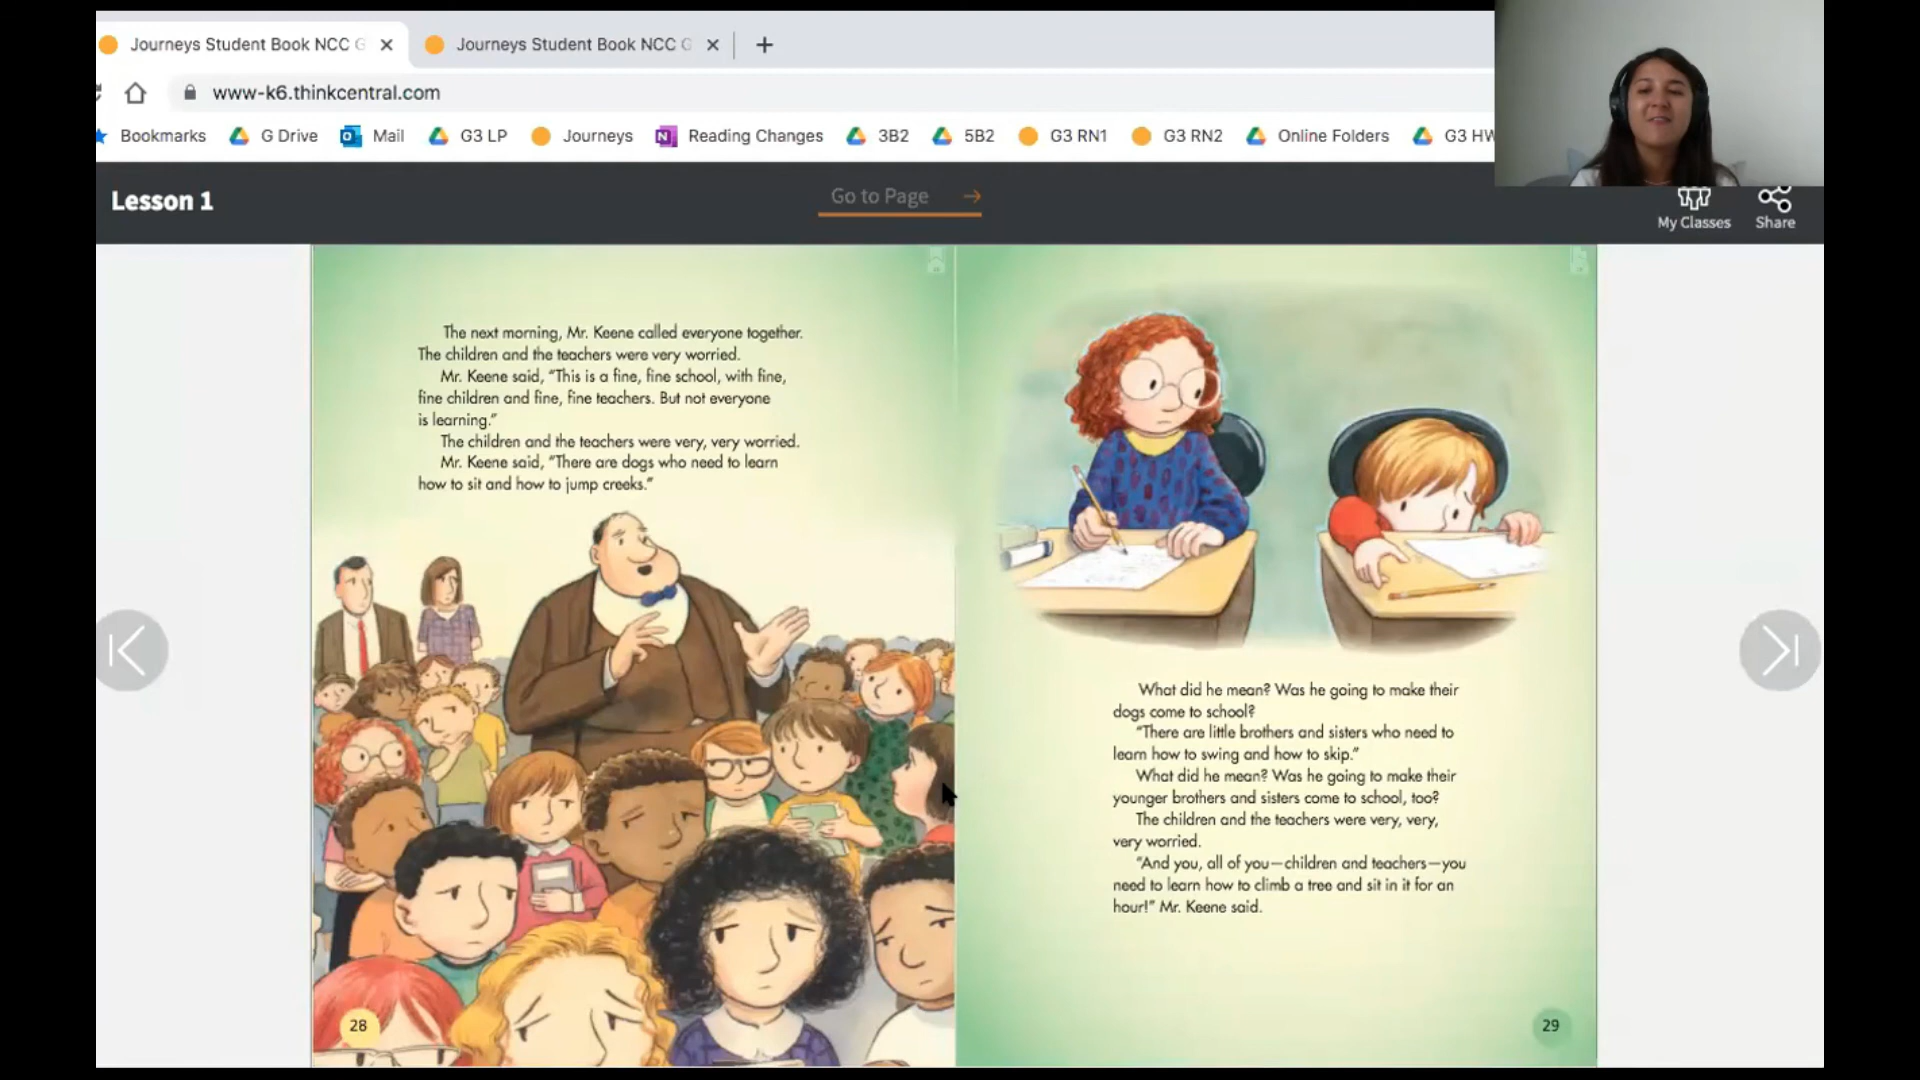 Journeys Student Book NCC G
Journeys Student Book NCC G
www-k6.thinkcentral.com
Bookmarks G Drive Mail G3 LP Journeys Reading Changes 3B2 5B2 G3 RN1 G3 RN2 Online Folders G3 HW
Lesson 1
Go to Page
My Classes
Share
The next morning, Mr. Keene called everyone together.
The children and the teachers were very worried.
Mr. Keene said, “This is a fine, fine school, with fine,
fine children and fine, fine teachers. But not everyone
is learning.”
The children and the teachers were very, very worried.
Mr. Keene said, “There are dogs who need to learn
how to sit and how to jump creeks.”
28
What did he mean? Was he going to make their
dogs come to school?
“There are little brothers and sisters who need to
learn how to swing and how to skip.”
What did he mean? Was he going to make their
younger brothers and sisters come to school, too?
The children and the teachers were very, very,
very worried.
“And you, all of you—children and teachers—you
need to learn how to climb a tree and sit in it for an
hour!” Mr. Keene said.
29